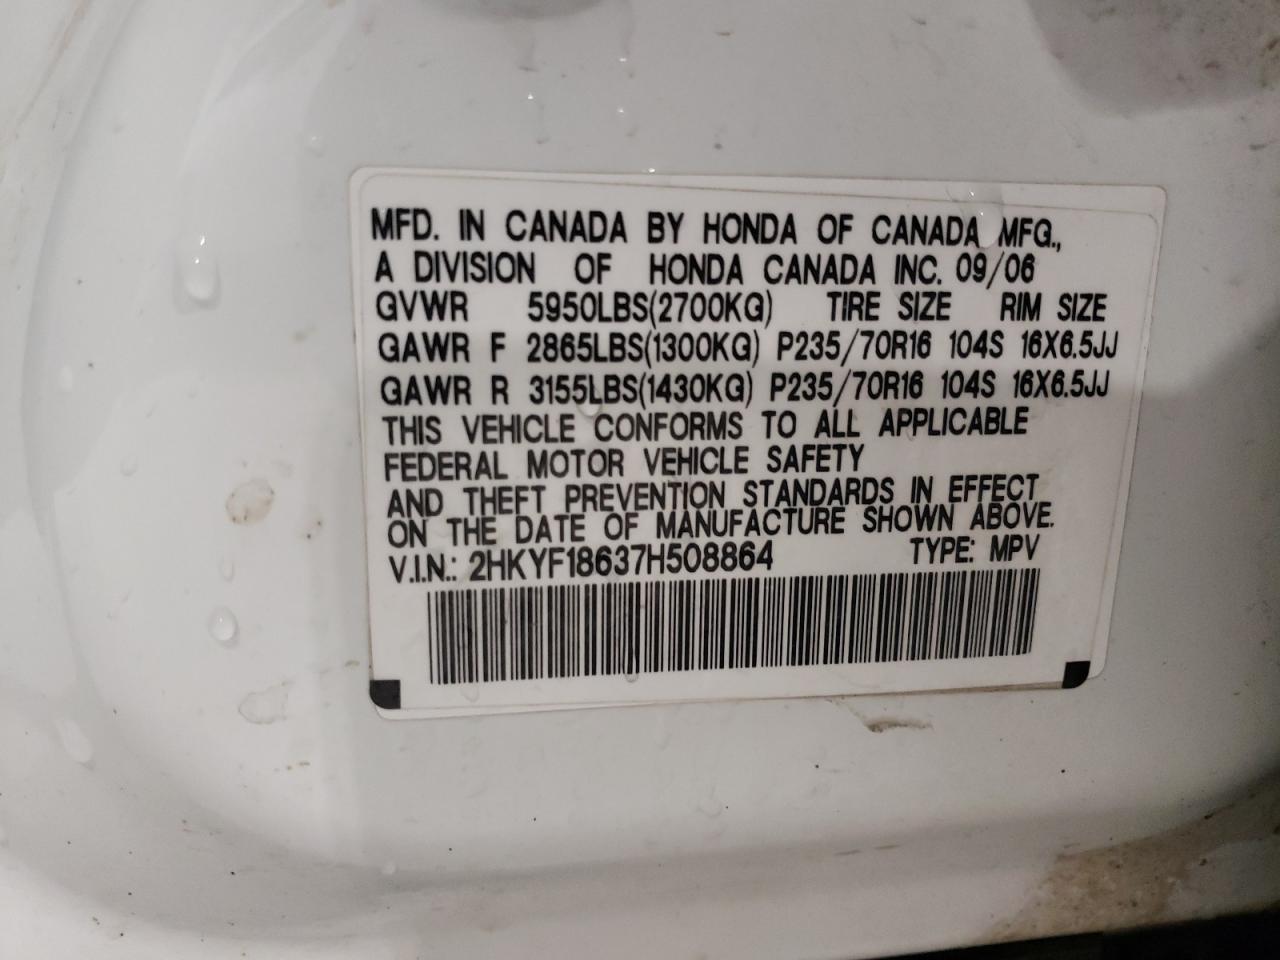 MFD. IN CANADA BY HONDA OF CANADA MFG.,
A DIVISION OF HONDA CANADA INC. 09/06
GVWR 5950LBS(2700KG) TIRE SIZE RIM SIZE
GAWR F 2865LBS(1300KG) P235/70R16 104S 16X6.5JJ
GAWR R 3155LBS(1430KG) P235/70R16 104S 16X6.5JJ
THIS VEHICLE CONFORMS TO ALL APPLICABLE
FEDERAL MOTOR VEHICLE SAFETY
AND THEFT PREVENTION STANDARDS IN EFFECT
ON THE DATE OF MANUFACTURE SHOWN ABOVE.
V.I.N.: 2HKYF18637H508864 TYPE: MPV